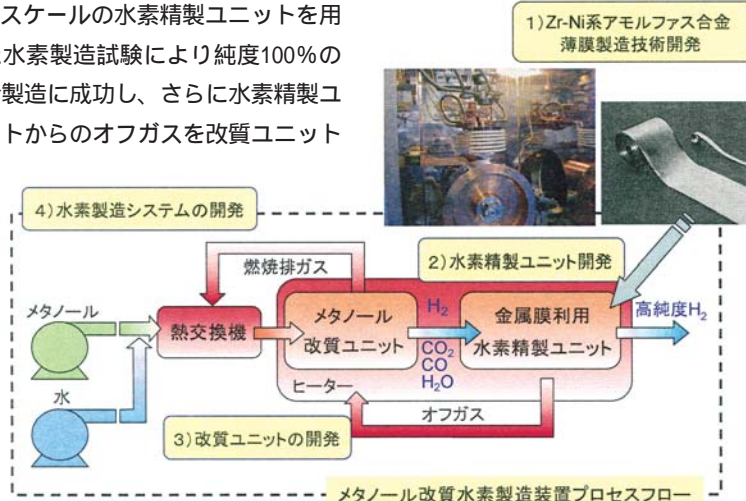 スケールの水素精製ユニットを用
水素製造試験により純度100%の
製造に成功し、さらに水素精製ユ
トからのオフガスを改質ユニット
1)Zr-Ni系アモルファス合金
薄膜製造技術開発
4)水素製造システムの開発
燃焼排ガス
2)水素精製ユニット開発
メタノール
熱交換機
メタノール
改質ユニット
H₂
CO₂
CO
H₂O
金属膜利用
水素精製ユニット
高純度H₂
水
ヒーター
オフガス
3)改質ユニットの開発
メタノール改質水素製造装置プロセスフロー